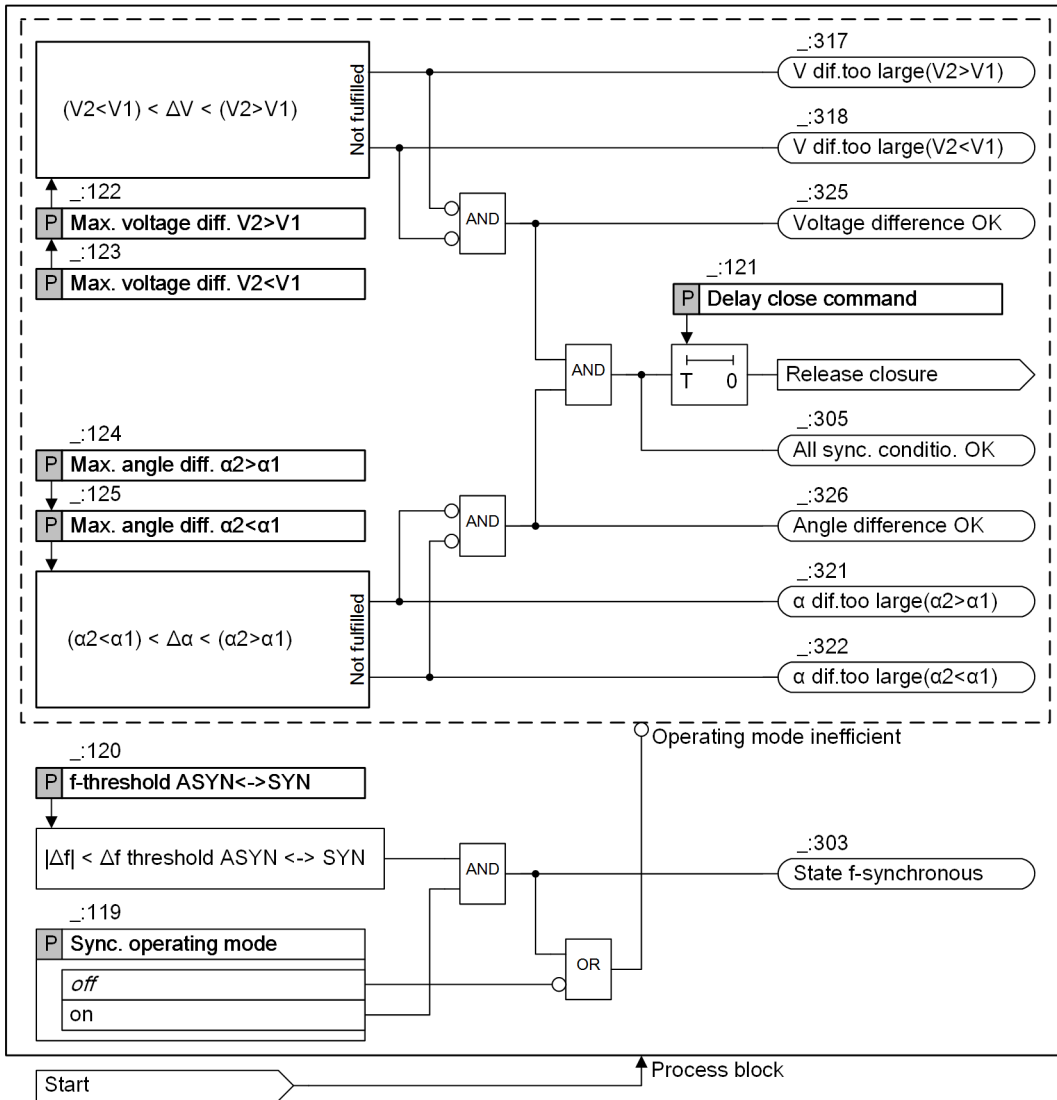 _:317
V dif.too large(V2>V1)
(V2<V1) < ΔV < (V2>V1)
Not fulfilled
_:318
V dif.too large(V2<V1)
_:122
P Max. voltage diff. V2>V1
_:325
AND
Voltage difference OK
_:123
P Max. voltage diff. V2<V1
_:121
P Delay close command
AND
T 0
Release closure
_:124
P Max. angle diff. α2>α1
_:305
All sync. conditio. OK
_:125
P Max. angle diff. α2<α1
_:326
AND
Angle difference OK
_:321
α dif.too large(α2>α1)
(α2<α1) < Δα < (α2>α1)
Not fulfilled
_:322
α dif.too large(α2<α1)
Operating mode inefficient
_:120
P f-threshold ASYN<->SYN
|Δf| < Δf threshold ASYN <-> SYN
AND
_:303
State f-synchronous
_:119
P Sync. operating mode
off
on
OR
Process block
Start